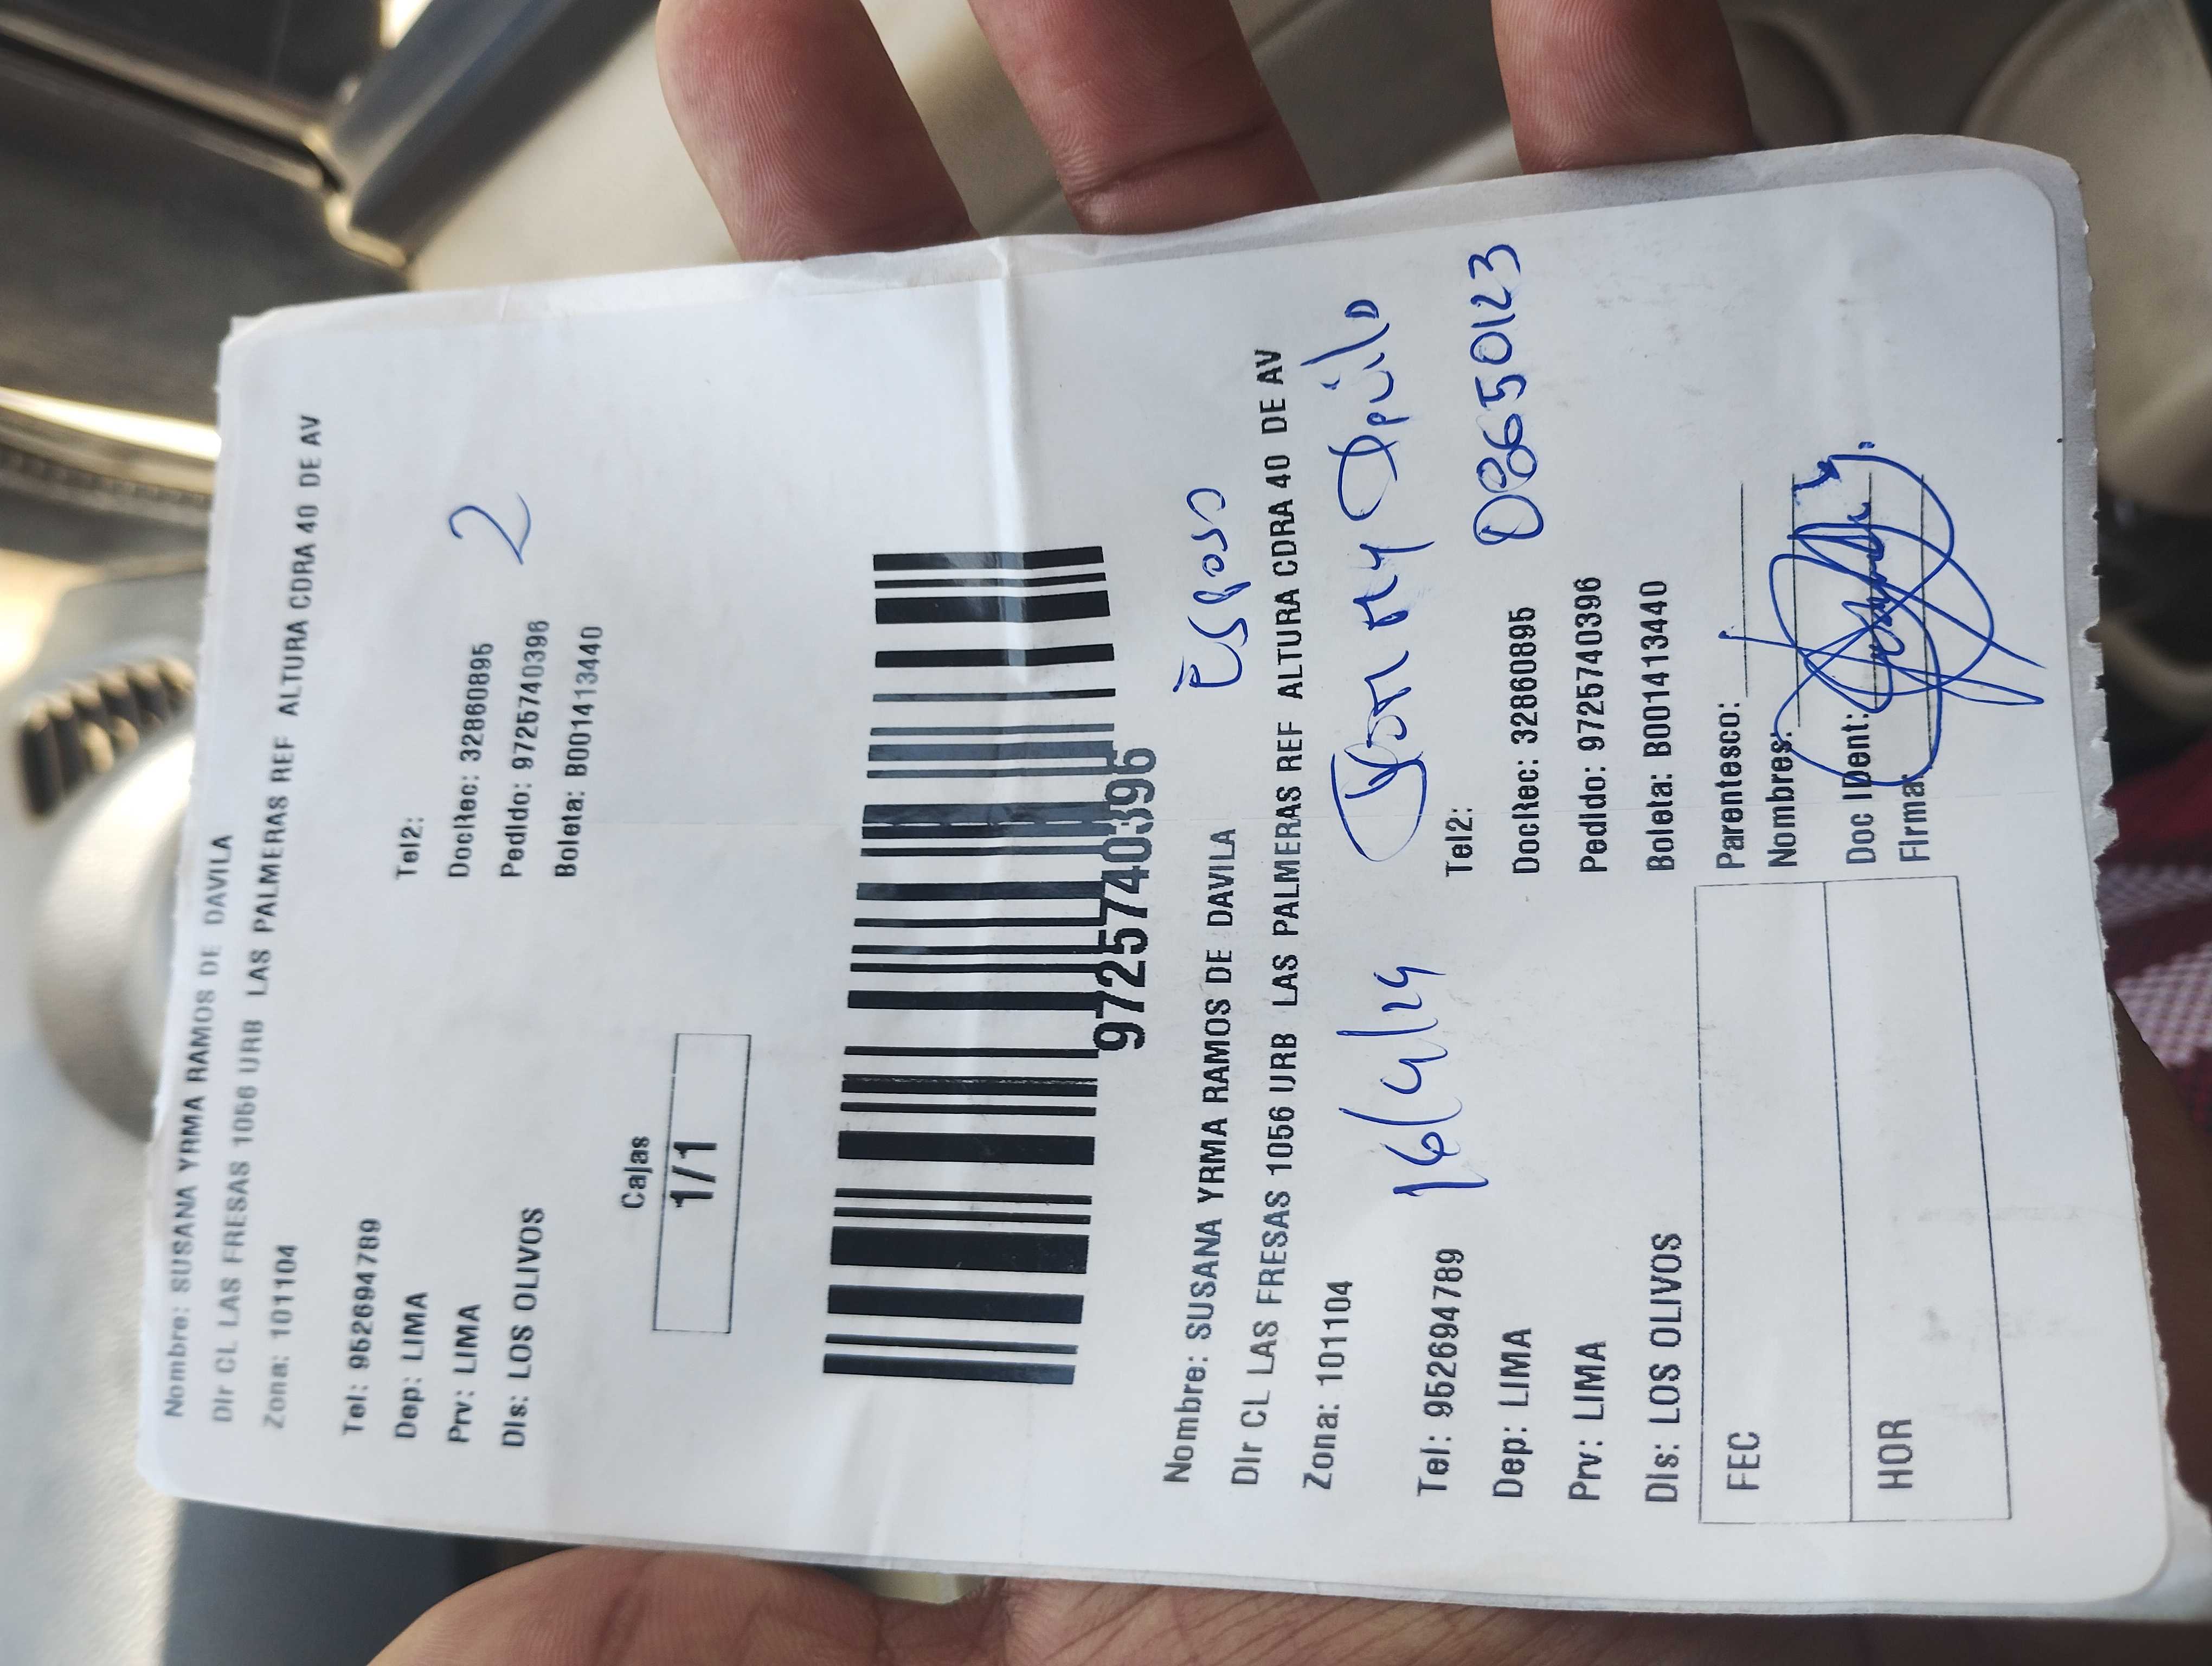 Nombre: SUSANA YRMA RAMOS DE DAVILA
Dir CL LAS FRESAS 1056 URB LAS PALMERAS REF ALTURA CDRA 40 DE AV
Zona: 101104
Tel: 952694789 Tel2:
Dep: LIMA DocRec: 32860895
Prv: LIMA Pedido: 9725740396 2
Dis: LOS OLIVOS Boleta: B001413440
Cajas
1/1
9725740396
Esposo
Nombre: SUSANA YRMA RAMOS DE DAVILA
Dir CL LAS FRESAS 1056 URB LAS PALMERAS REF ALTURA CDRA 40 DE AV
Zona: 101104
16/4/24
Tel: 952694789 Tel2:
08650123
Dep: LIMA DocRec: 32860895
Prv: LIMA Pedido: 9725740396
Dis: LOS OLIVOS Boleta: B001413440
FEC
HOR
Parentesco:
Nombres:
Doc IDent:
Firma: